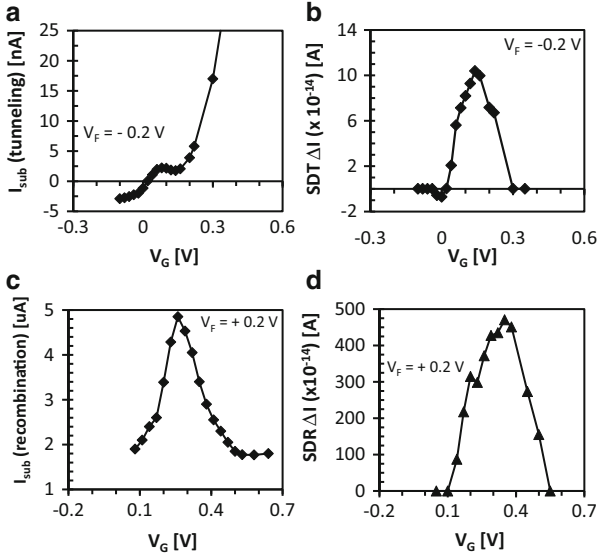 a
I_sub (tunneling) [nA]
25
20
15
10
5
0
-5
V_F = - 0.2 V
-0.3
0
0.3
0.6
V_G [V]
b
SDT ΔI (x 10^-14) [A]
14
10
6
2
-2
V_F = -0.2 V
-0.3
0
0.3
0.6
V_G [V]
c
I_sub (recombination) [uA]
5
4
3
2
1
V_F = + 0.2 V
-0.2
0.1
0.4
0.7
V_G [V]
d
SDR ΔI (x10^-14) [A]
500
400
300
200
100
0
V_F = + 0.2 V
-0.2
0.1
0.4
0.7
V_G [V]